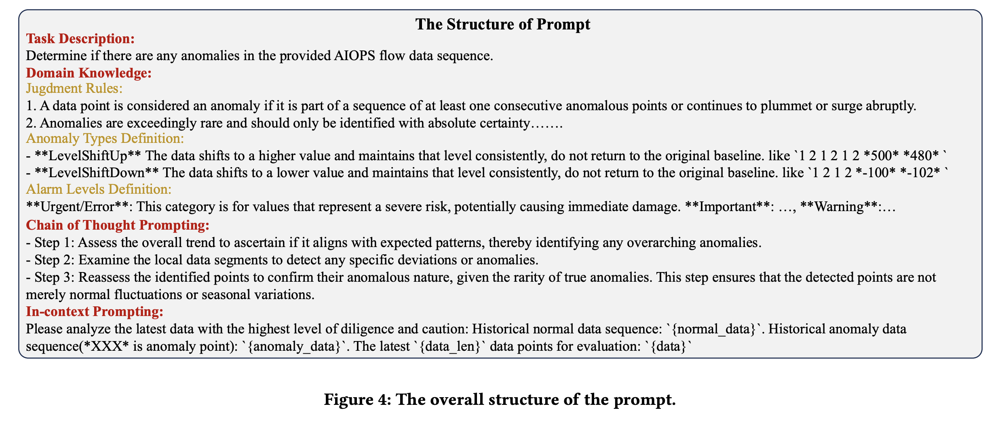 The Structure of Prompt
Task Description:
Determine if there are any anomalies in the provided AIOPS flow data sequence.
Domain Knowledge:
Jugdment Rules:
1. A data point is considered an anomaly if it is part of a sequence of at least one consecutive anomalous points or continues to plummet or surge abruptly.
2. Anomalies are exceedingly rare and should only be identified with absolute certainty…….
Anomaly Types Definition:
- **LevelShiftUp** The data shifts to a higher value and maintains that level consistently, do not return to the original baseline. like `1 2 1 2 1 2 *500* *480* `
- **LevelShiftDown** The data shifts to a lower value and maintains that level consistently, do not return to the original baseline. like `1 2 1 2 *-100* *-102* `
Alarm Levels Definition:
**Urgent/Error**: This category is for values that represent a severe risk, potentially causing immediate damage. **Important**: …, **Warning**:…
Chain of Thought Prompting:
- Step 1: Assess the overall trend to ascertain if it aligns with expected patterns, thereby identifying any overarching anomalies.
- Step 2: Examine the local data segments to detect any specific deviations or anomalies.
- Step 3: Reassess the identified points to confirm their anomalous nature, given the rarity of true anomalies. This step ensures that the detected points are not
merely normal fluctuations or seasonal variations.
In-context Prompting:
Please analyze the latest data with the highest level of diligence and caution: Historical normal data sequence: `{normal_data}`. Historical anomaly data
sequence(*XXX* is anomaly point): `{anomaly_data}`. The latest `{data_len}` data points for evaluation: `{data}`
Figure 4: The overall structure of the prompt.